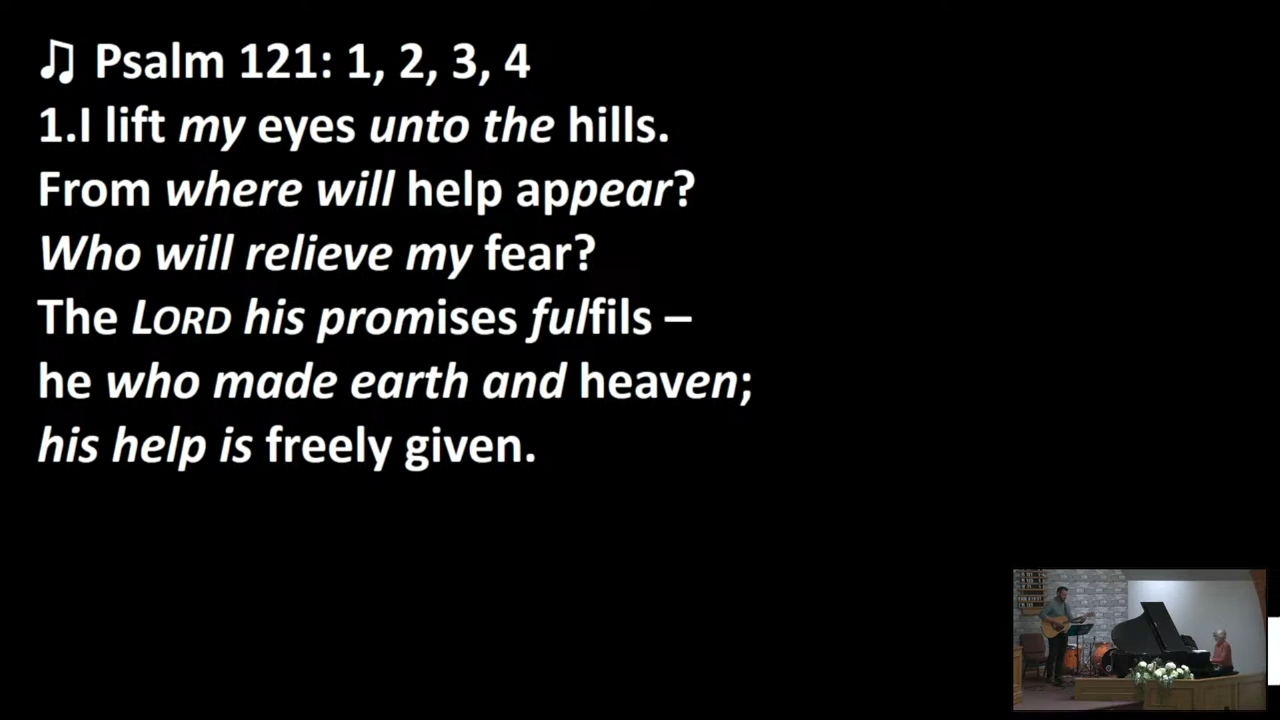 ♫ Psalm 121: 1, 2, 3, 4
1.I lift my eyes unto the hills.
From where will help appear?
Who will relieve my fear?
The LORD his promises fulfils –
he who made earth and heaven;
his help is freely given.